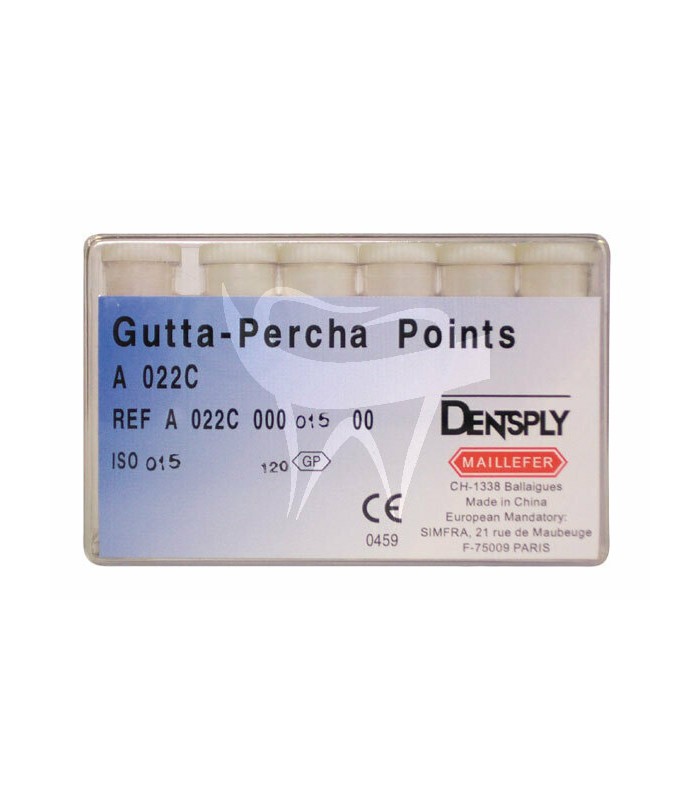 Gutta-Percha Points
A 022C
REF A 022C 000 015 00
ISO 015
120 GP
CE
0459
DENTSPLY
MAILLEFER
CH-1338 Ballaigues
Made in China
European Mandatory:
SIMFRA, 21 rue de Maubeuge
F-75009 PARIS